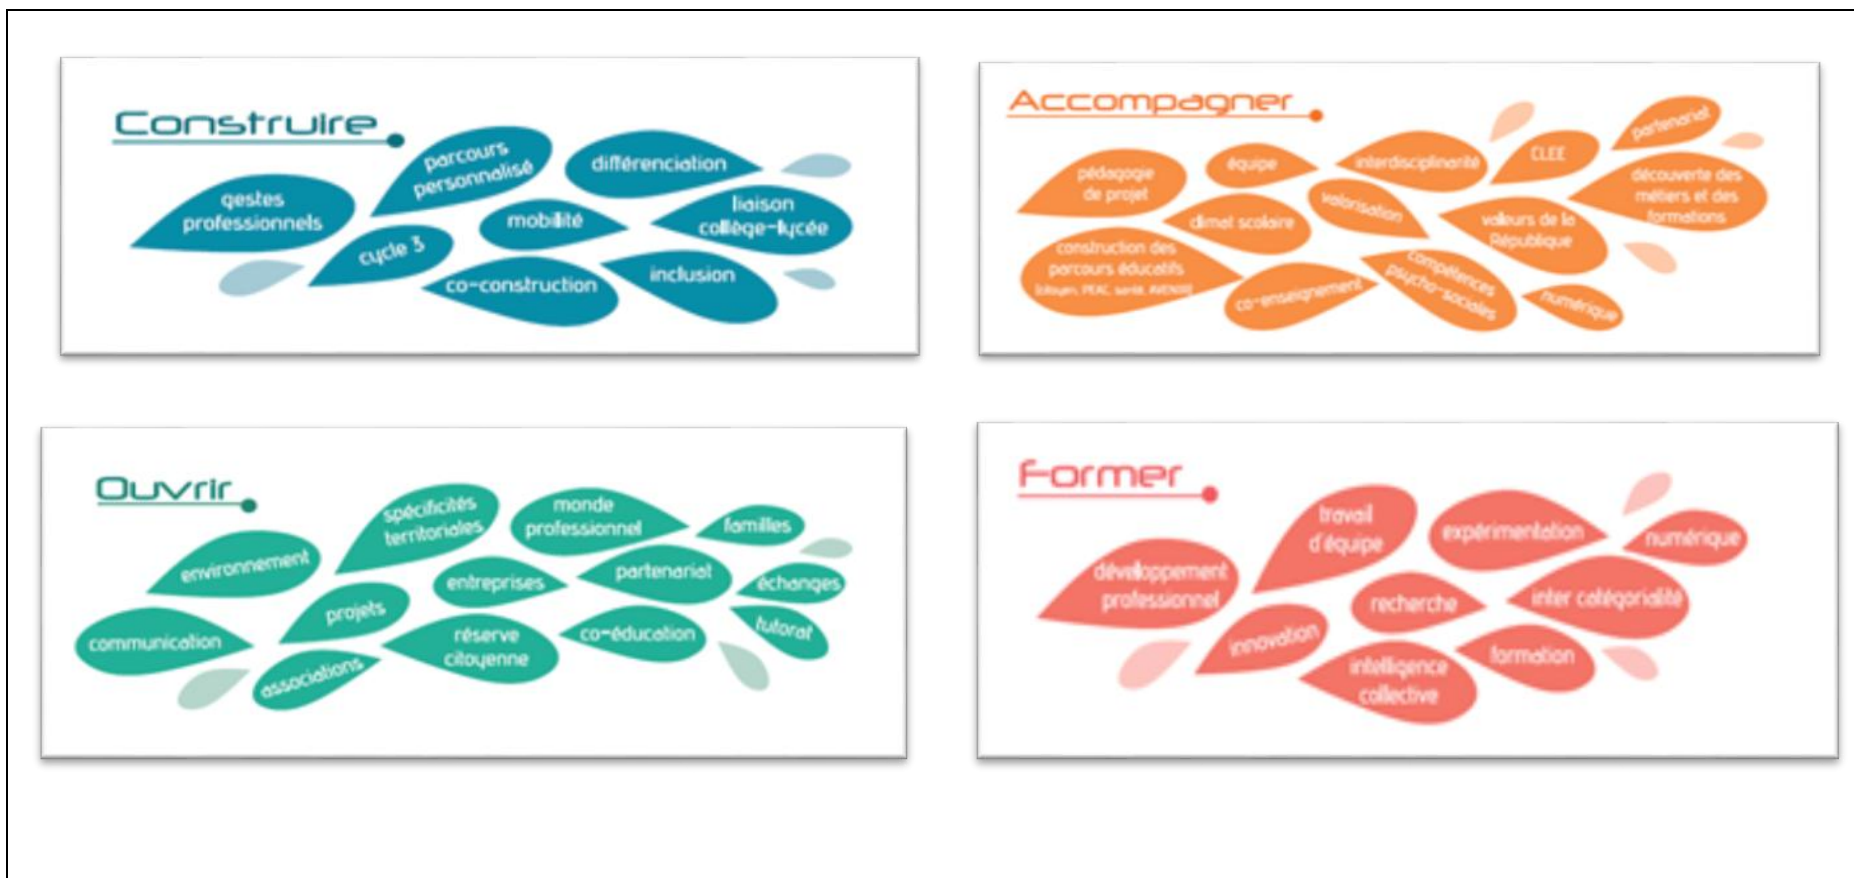 Construire
parcours
personnalisé
différenciation
gestes
professionnels
mobilité
liaison
collège-lycée
cycle 3
co-construction
inclusion
Accompagner
pédagogie
de projet
équipe
interdisciplinarité
CLEE
partenariat
climat scolaire
valorisation
valeurs de la
République
découverte des
métiers et des
formations
construction des
parcours éducatifs
(citoyen, PEAC, santé, AVENIR)
co-enseignement
compétences
psycho-sociales
numérique
Ouvrir
environnement
spécificités
territoriales
monde
professionnel
familles
communication
projets
entreprises
partenariat
échanges
associations
réserve
citoyenne
co-éducation
tutorat
Former
développement
professionnel
travail
d'équipe
expérimentation
numérique
innovation
recherche
inter catégorialité
intelligence
collective
formation